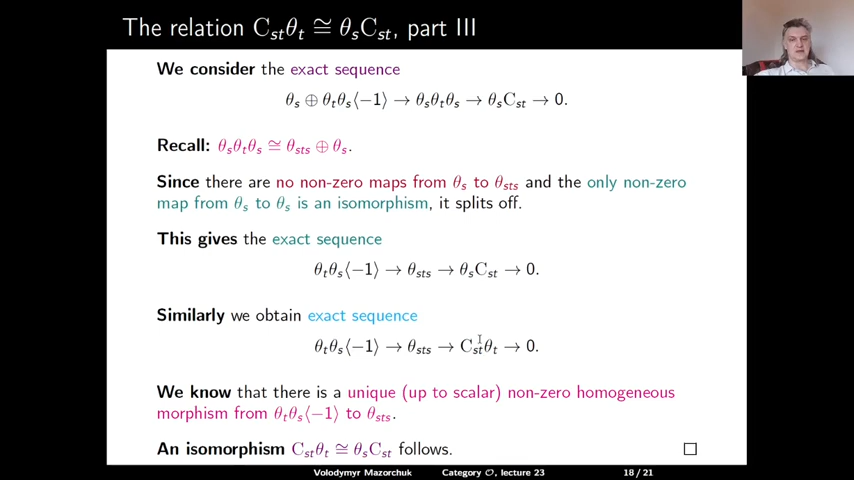 The relation C_{st}θ_t ≅ θ_sC_{st}, part III
We consider the exact sequence
θ_s ⊕ θ_tθ_s⟨−1⟩ → θ_sθ_tθ_s → θ_sC_{st} → 0.
Recall: θ_sθ_tθ_s ≅ θ_{sts} ⊕ θ_s.
Since there are no non-zero maps from θ_s to θ_{sts} and the only non-zero
map from θ_s to θ_s is an isomorphism, it splits off.
This gives the exact sequence
θ_tθ_s⟨−1⟩ → θ_{sts} → θ_sC_{st} → 0.
Similarly we obtain exact sequence
θ_tθ_s⟨−1⟩ → θ_{sts} → C_{st}θ_t → 0.
We know that there is a unique (up to scalar) non-zero homogeneous
morphism from θ_tθ_s⟨−1⟩ to θ_{sts}.
An isomorphism C_{st}θ_t ≅ θ_sC_{st} follows. □
Volodymyr Mazorchuk Category O, lecture 23 18 / 21